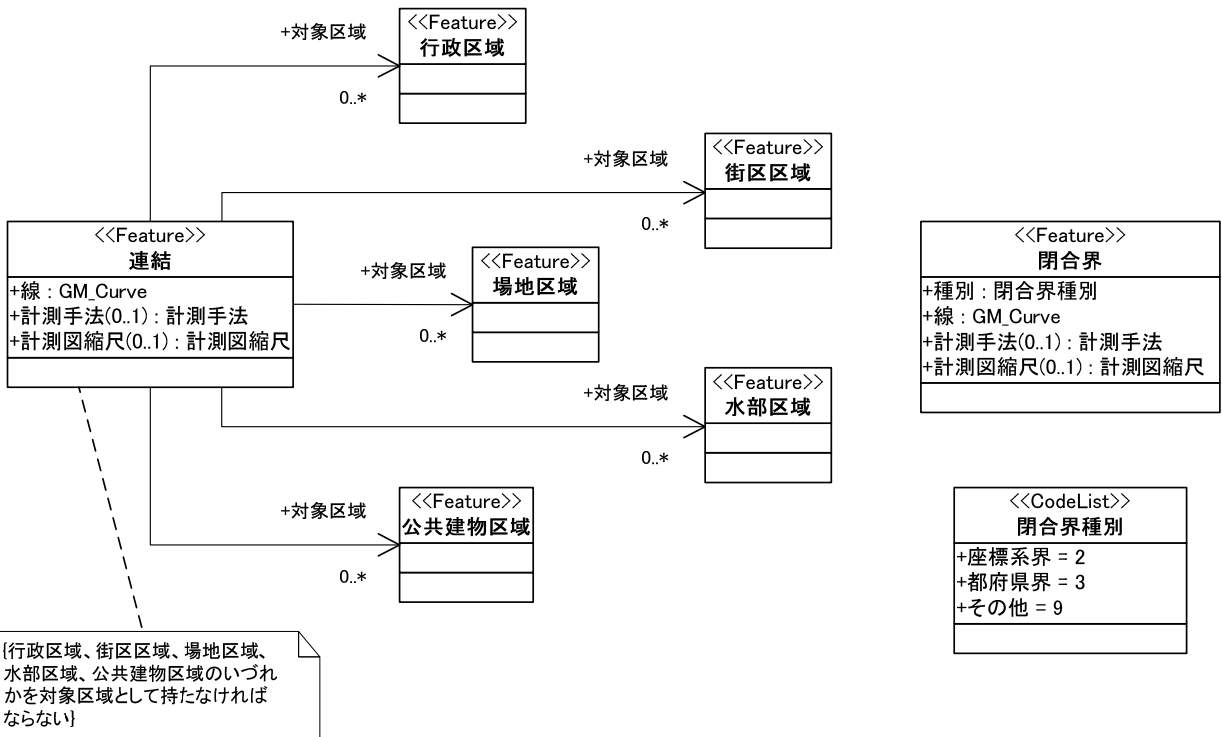 <<Feature>>
行政区域
+対象区域
0..*
<<Feature>>
街区区域
+対象区域
0..*
<<Feature>>
連結
+線 : GM_Curve
+計測手法(0..1) : 計測手法
+計測図縮尺(0..1) : 計測図縮尺
<<Feature>>
場地区域
+対象区域
0..*
<<Feature>>
閉合界
+種別 : 閉合界種別
+線 : GM_Curve
+計測手法(0..1) : 計測手法
+計測図縮尺(0..1) : 計測図縮尺
<<Feature>>
水部区域
+対象区域
0..*
<<Feature>>
公共建物区域
+対象区域
0..*
<<CodeList>>
閉合界種別
+座標系界 = 2
+都府県界 = 3
+その他 = 9
{行政区域、街区区域、場地区域、
水部区域、公共建物区域のいづれ
かを対象区域として持たなければ
ならない}